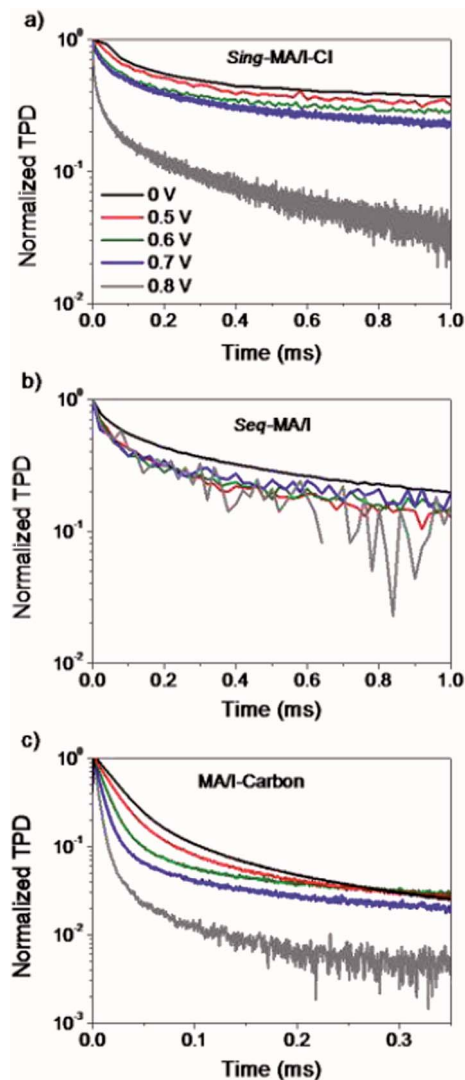 a)
10⁰
Sing-MA/I-Cl
10⁻¹
Normalized TPD
0 V
0.5 V
0.6 V
0.7 V
0.8 V
10⁻²
0.0 0.2 0.4 0.6 0.8 1.0
Time (ms)
b)
10⁰
Seq-MA/I
10⁻¹
Normalized TPD
10⁻²
0.0 0.2 0.4 0.6 0.8 1.0
Time (ms)
c)
10⁰
MA/I-Carbon
10⁻¹
Normalized TPD
10⁻²
10⁻³
0.0 0.1 0.2 0.3
Time (ms)